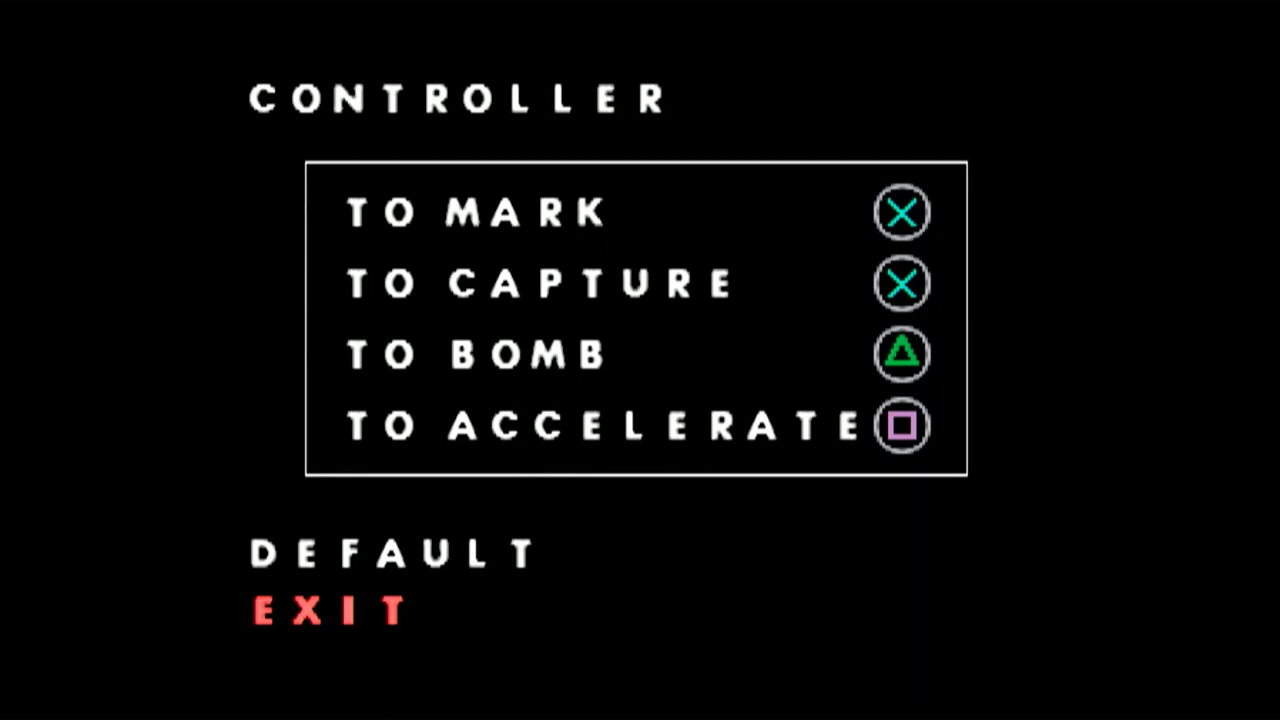 CONTROLLER
TO MARK
TO CAPTURE
TO BOMB
TO ACCELERATE
DEFAULT
EXIT